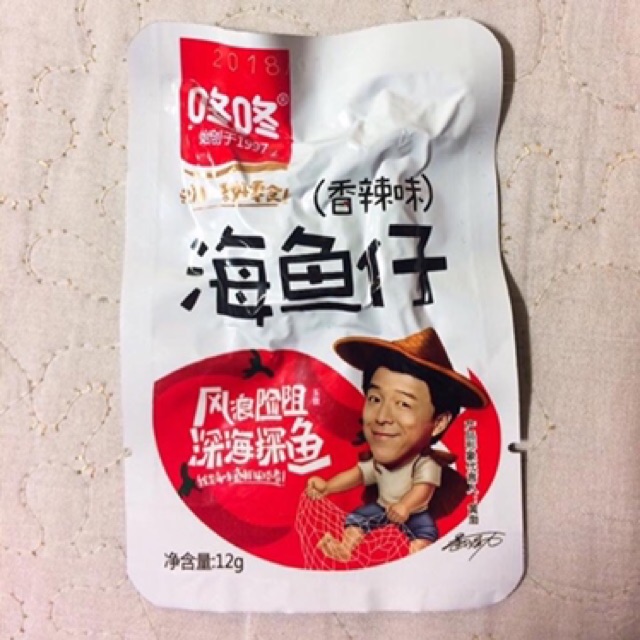 2018
咚咚®
始创于1997
(香辣味)
海鱼仔
风浪险阻
深海探鱼
净含量:12g